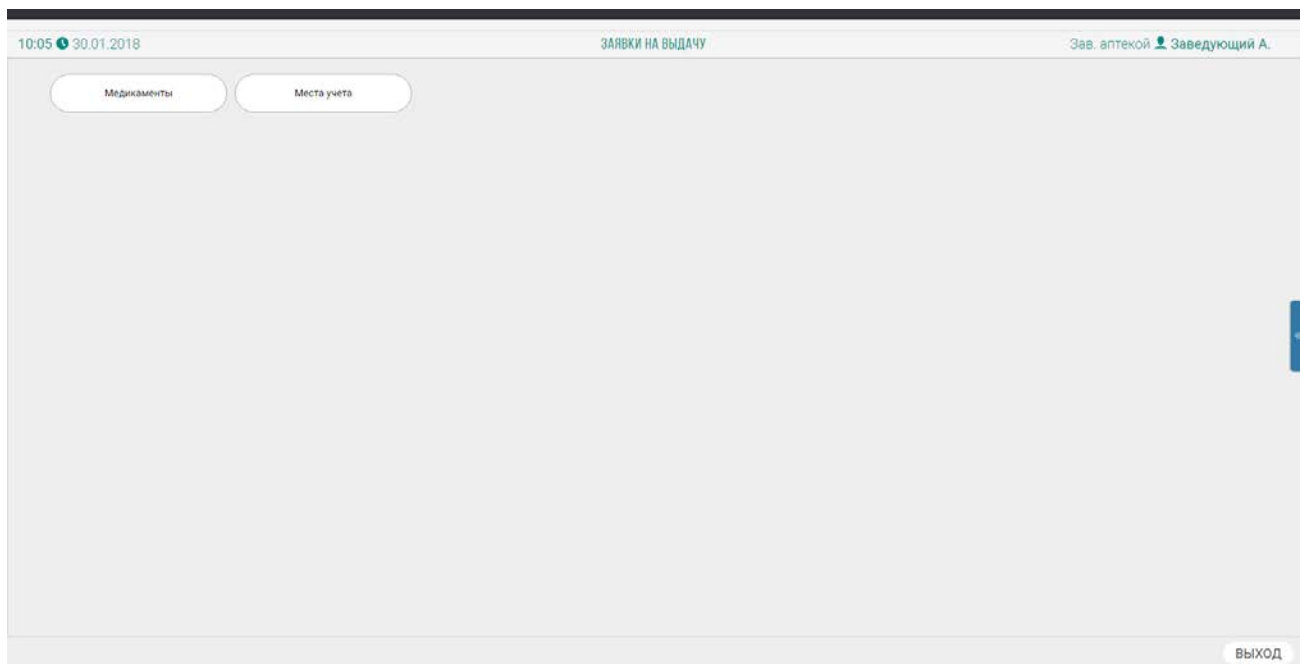 10:05 30.01.2018 ЗАЯВКИ НА ВЫДАЧУ Зав. аптекой Заведующий А.
Медикаменты Места учета
ВЫХОД